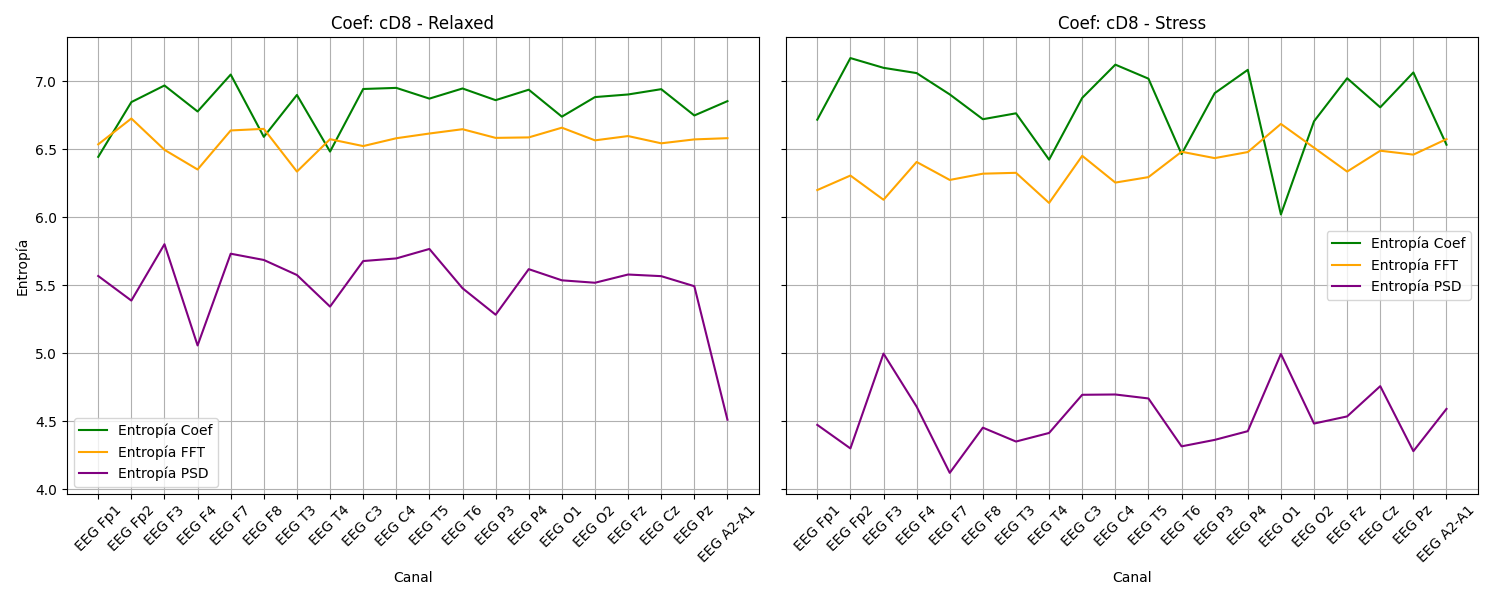 Coef: cD8 - Relaxed
Entropía
7.0
6.5
6.0
5.5
5.0
4.5
4.0
Entropía Coef
Entropía FFT
Entropía PSD
EEG Fp1
EEG Fp2
EEG F3
EEG F4
EEG F7
EEG F8
EEG T3
EEG T4
EEG C3
EEG C4
EEG T5
EEG T6
EEG P3
EEG P4
EEG O1
EEG O2
EEG Fz
EEG Cz
EEG Pz
EEG A2-A1
Canal
Coef: cD8 - Stress
Entropía Coef
Entropía FFT
Entropía PSD
EEG Fp1
EEG Fp2
EEG F3
EEG F4
EEG F7
EEG F8
EEG T3
EEG T4
EEG C3
EEG C4
EEG T5
EEG T6
EEG P3
EEG P4
EEG O1
EEG O2
EEG Fz
EEG Cz
EEG Pz
EEG A2-A1
Canal